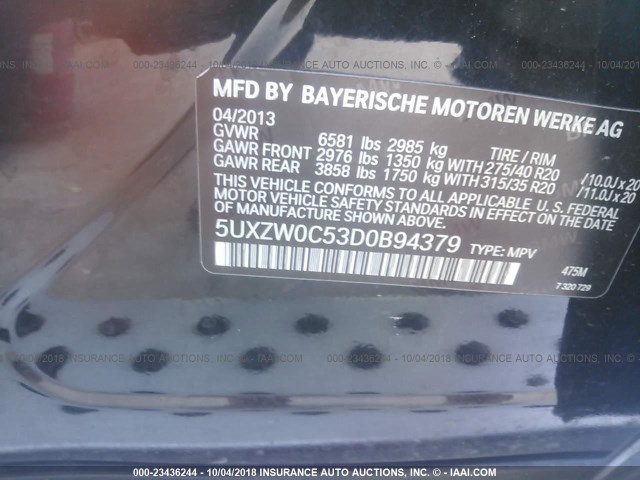 MFD BY BAYERISCHE MOTOREN WERKE AG
04/2013
GVWR 6581 lbs 2985 kg TIRE / RIM
GAWR FRONT 2976 lbs 1350 kg WITH 275/40 R20 /10.0J x 20
GAWR REAR 3858 lbs 1750 kg WITH 315/35 R20 /11.0J x 20
THIS VEHICLE CONFORMS TO ALL APPLICABLE U. S. FEDERAL
MOTOR VEHICLE SAFETY STANDARDS IN EFFECT ON THE DATE OF
MANUFACTURE SHOWN ABOVE.
5UXZW0C53D0B94379 TYPE: MPV
475M
7 320 729
00-23436244 - 10/04/2018 INSURANCE AUTO AUCTIONS, INC. © - IAAI.COM